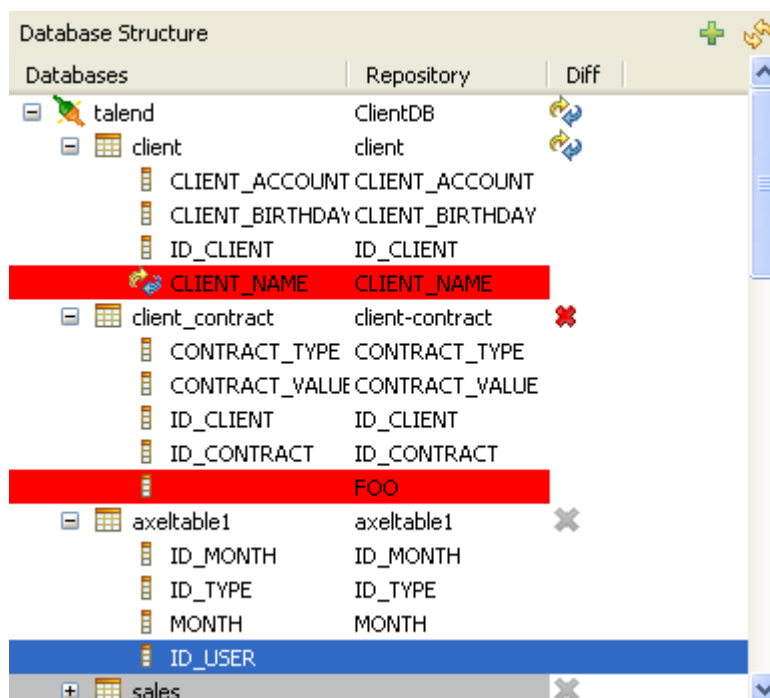 Database Structure
Databases Repository Diff
talend ClientDB
client client
CLIENT_ACCOUNT CLIENT_ACCOUNT
CLIENT_BIRTHDAY CLIENT_BIRTHDAY
ID_CLIENT ID_CLIENT
CLIENT_NAME CLIENT_NAME
client_contract client-contract
CONTRACT_TYPE CONTRACT_TYPE
CONTRACT_VALUE CONTRACT_VALUE
ID_CLIENT ID_CLIENT
ID_CONTRACT ID_CONTRACT
FOO
axeltable1 axeltable1
ID_MONTH ID_MONTH
ID_TYPE ID_TYPE
MONTH MONTH
ID_USER
sales